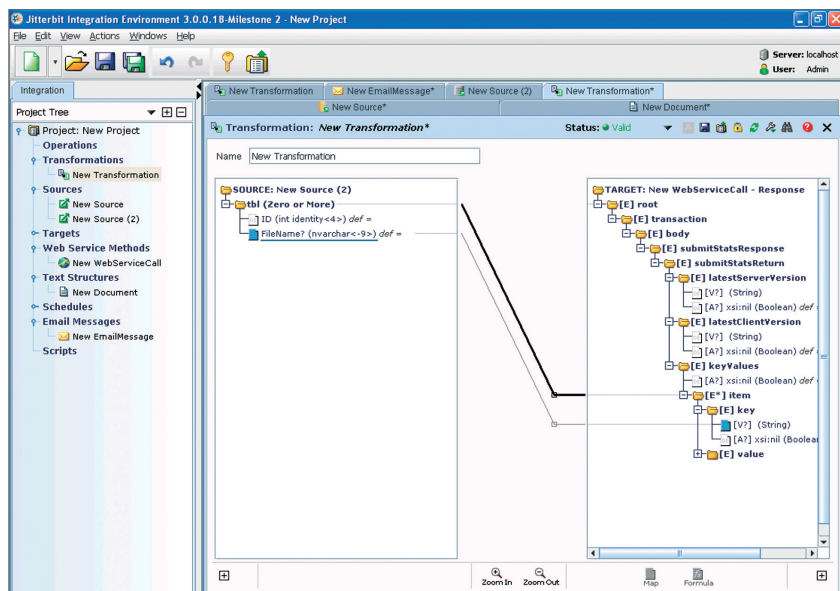 Jitterbit Integration Environment 3.0.0.18-Milestone 2 - New Project
File Edit View Actions Windows Help
Server: localhost
User: Admin
Integration
Project Tree
Project: New Project
Operations
Transformations
New Transformation
Sources
New Source
New Source (2)
Targets
Web Service Methods
New WebServiceCall
Text Structures
New Document
Schedules
Email Messages
New EmailMessage
Scripts
New Transformation
New EmailMessage*
New Source (2)
New Transformation*
New Source*
New Document*
Transformation: New Transformation*
Status: Valid
Name New Transformation
SOURCE: New Source (2)
tbl (Zero or More)
ID (int identity<4>) def =
FileName? (nvarchar<-9>) def =
TARGET: New WebServiceCall - Response
[E] root
[E] transaction
[E] body
[E] submitStatsResponse
[E] submitStatsReturn
[E] latestServerVersion
[V?] (String)
[A?] xsi:nil (Boolean) def =
[E] latestClientVersion
[V?] (String)
[A?] xsi:nil (Boolean) def =
[E] keyValues
[A?] xsi:nil (Boolean) def =
[E*] item
[E] key
[V?] (String)
[A?] xsi:nil (Boolea
[E] value
Zoom In Zoom Out
Map Formula